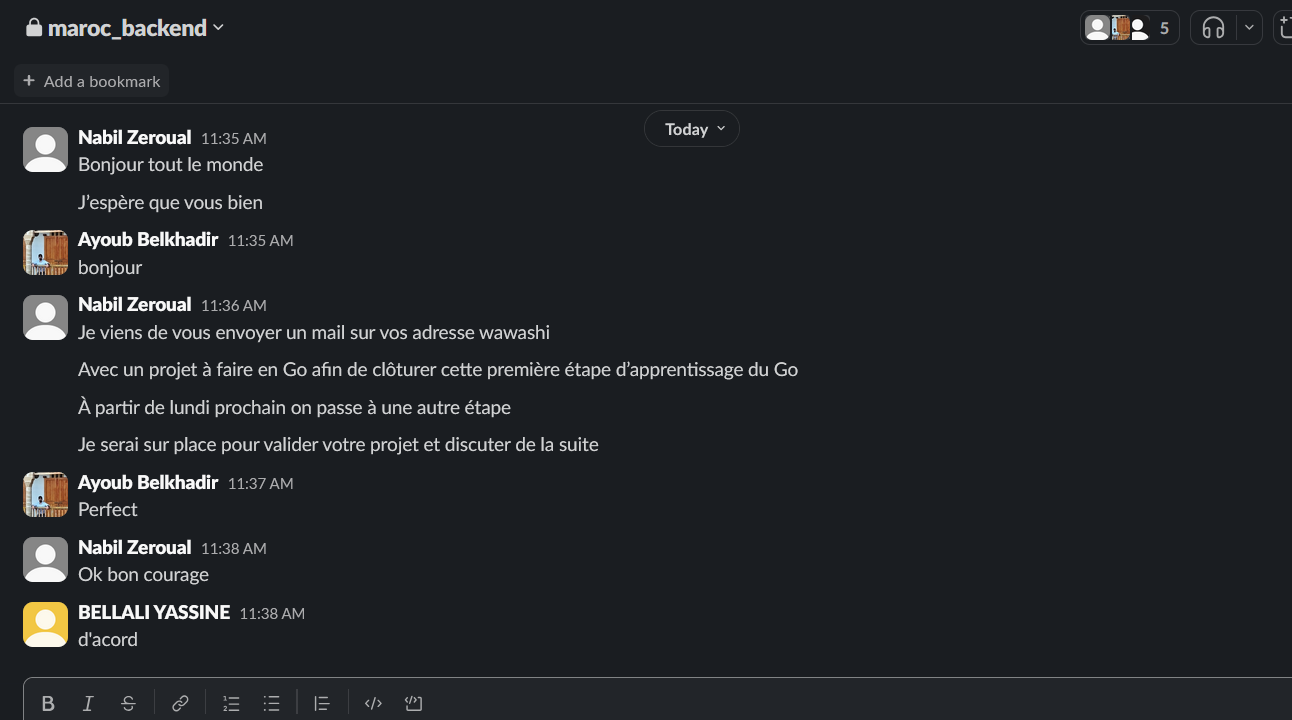 maroc_backend
5
+ Add a bookmark
Today
Nabil Zeroual 11:35 AM
Bonjour tout le monde
J’espère que vous bien
Ayoub Belkhadir 11:35 AM
bonjour
Nabil Zeroual 11:36 AM
Je viens de vous envoyer un mail sur vos adresse wawashi
Avec un projet à faire en Go afin de clôturer cette première étape d’apprentissage du Go
À partir de lundi prochain on passe à une autre étape
Je serai sur place pour valider votre projet et discuter de la suite
Ayoub Belkhadir 11:37 AM
Perfect
Nabil Zeroual 11:38 AM
Ok bon courage
BELLALI YASSINE 11:38 AM
d'acord